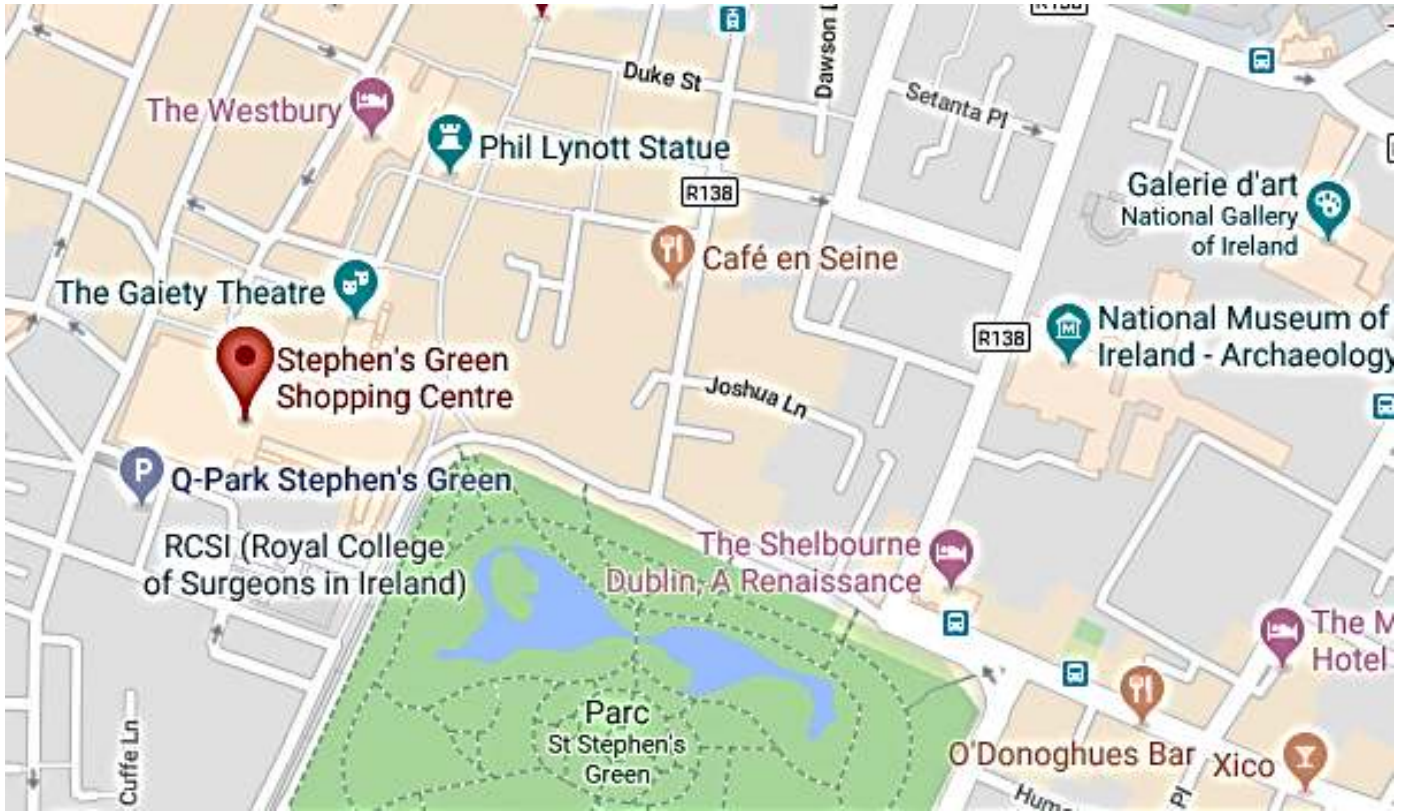 R138
Duke St
Dawson L
The Westbury
Setanta Pl
Phil Lynott Statue
R138
Galerie d'art
National Gallery
of Ireland
Café en Seine
The Gaiety Theatre
National Museum of
Ireland - Archaeology
R138
Stephen's Green
Shopping Centre
Joshua Ln
P
Q-Park Stephen's Green
RCSI (Royal College
of Surgeons in Ireland)
The Shelbourne
Dublin, A Renaissance
The M
Hotel
Parc
St Stephen's
Green
Cuffe Ln
O'Donoghues Bar
Xico
Pl
Hume